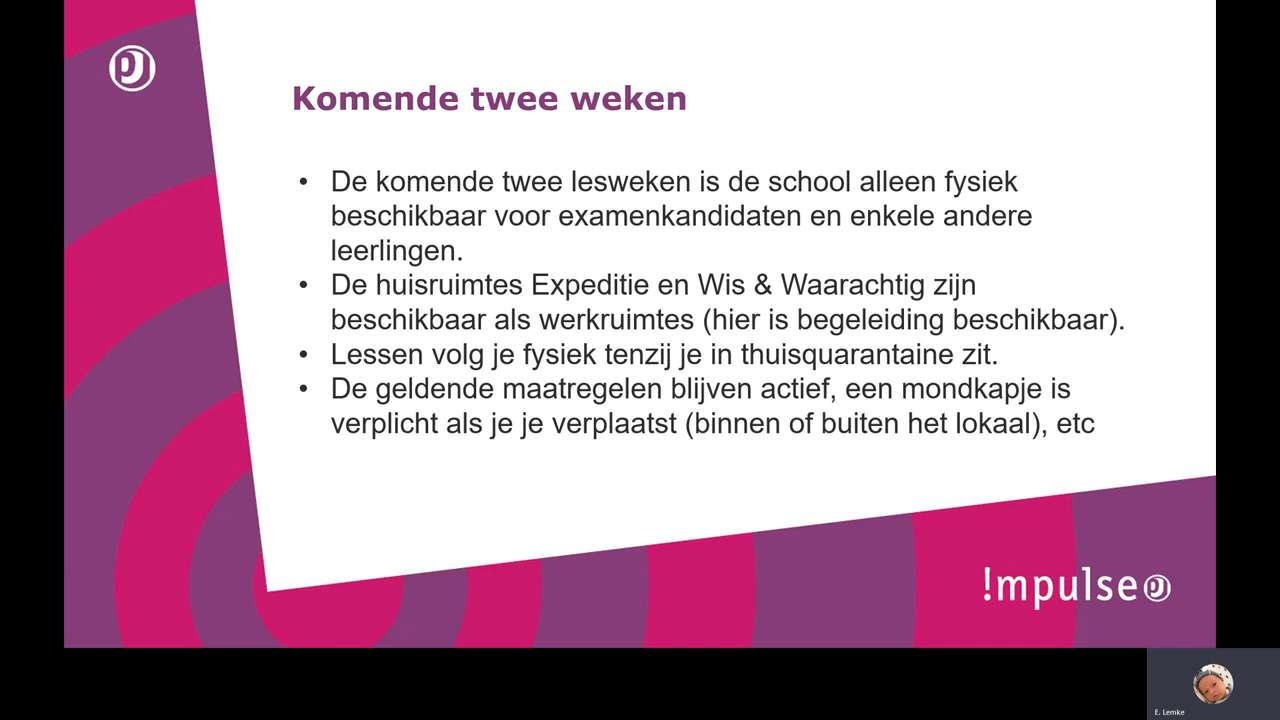 Komende twee weken
• De komende twee lesweken is de school alleen fysiek
beschikbaar voor examenkandidaten en enkele andere
leerlingen.
• De huisruimtes Expeditie en Wis & Waarachtig zijn
beschikbaar als werkruimtes (hier is begeleiding beschikbaar).
• Lessen volg je fysiek tenzij je in thuisquarantaine zit.
• De geldende maatregelen blijven actief, een mondkapje is
verplicht als je je verplaatst (binnen of buiten het lokaal), etc
!mpulse
E. Lemke